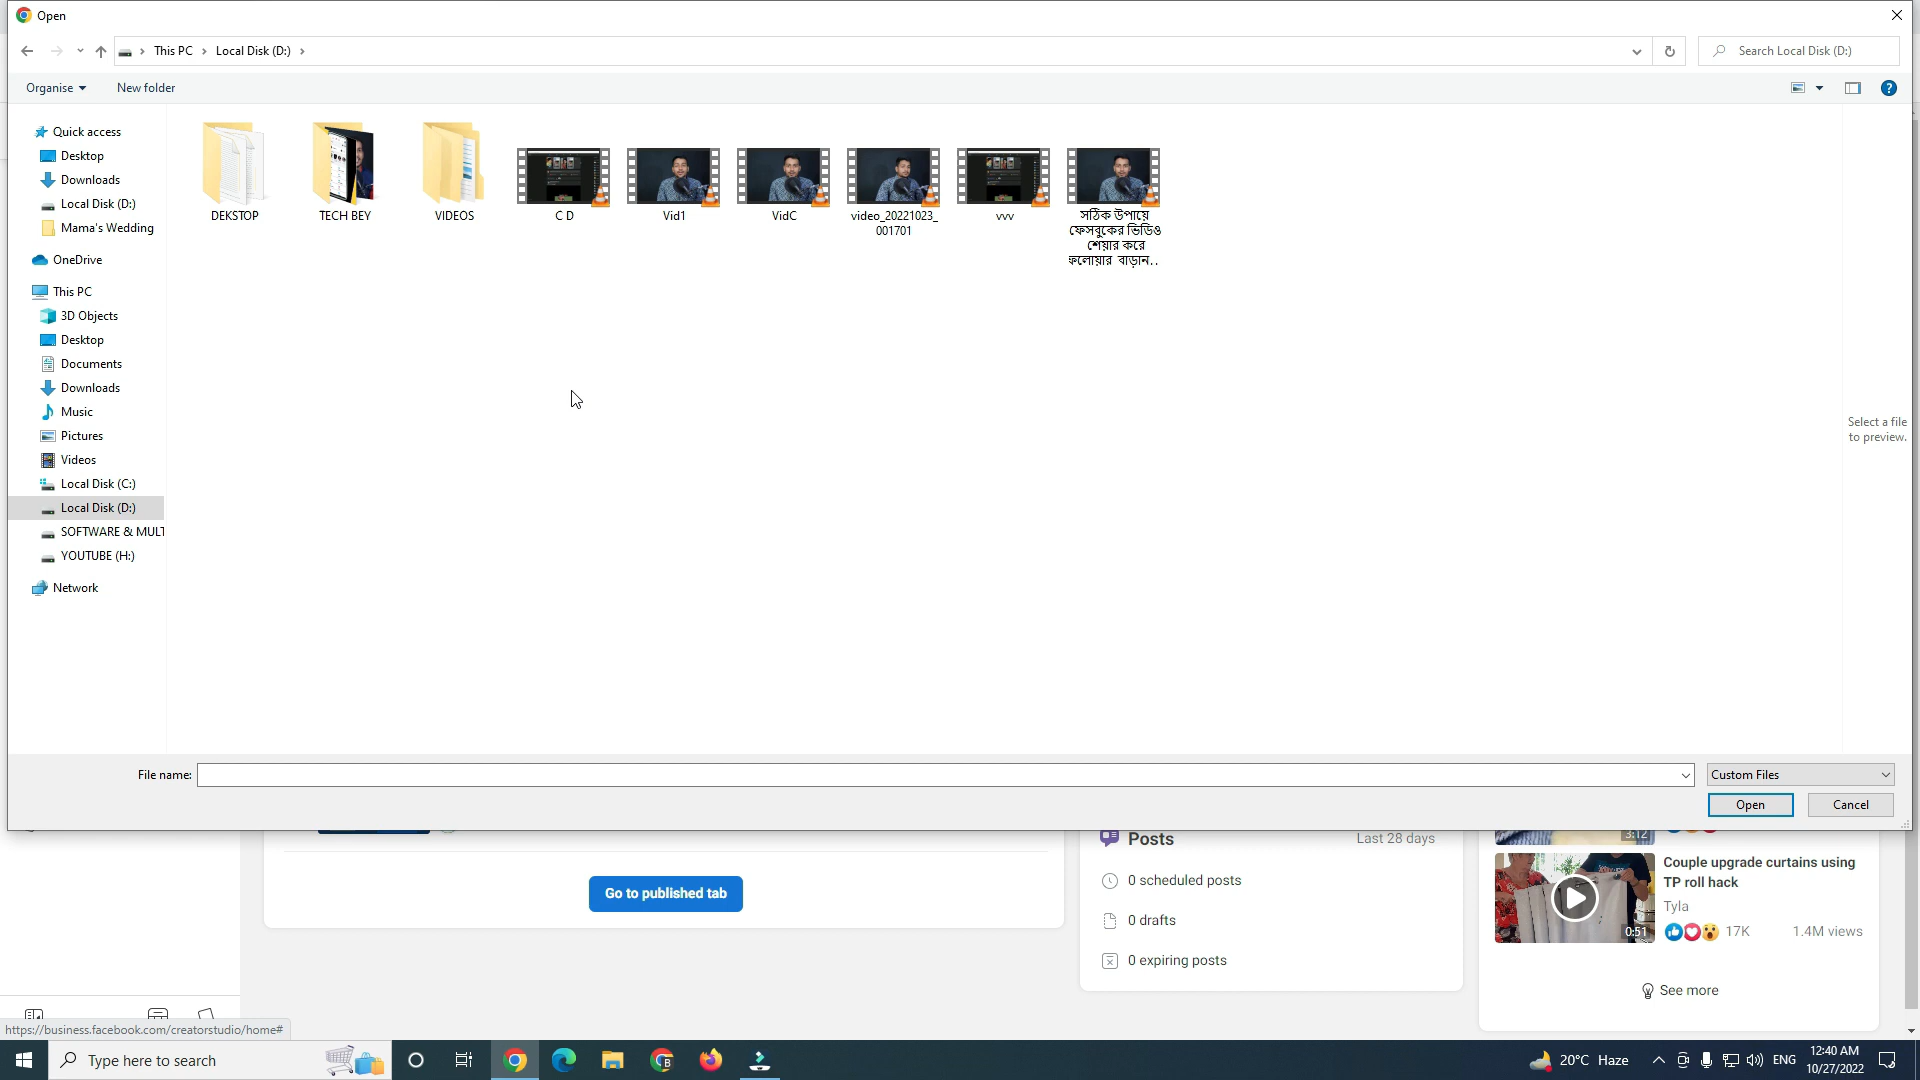 Open
This PC
Local Disk (D:)
Search Local Disk (D:)
Organise
New folder
Quick access
Desktop
Downloads
Local Disk (D:)
Mama's Wedding
OneDrive
This PC
3D Objects
Desktop
Documents
Downloads
Music
Pictures
Videos
Local Disk (C:)
Local Disk (D:)
SOFTWARE & MULT
YOUTUBE (H:)
Network
DEKSTOP
TECH BEY
VIDEOS
C D
Vid1
VidC
video_20221023_
001701
vvv
সঠিক উপায়ে
ফেসবুকের ভিডিও
শেয়ার করে
ফলোয়ার বাড়ান..
Select a file
to preview.
File name:
Custom Files
Open
Cancel
Go to published tab
Posts
Last 28 days
0 scheduled posts
0 drafts
0 expiring posts
3:12
Couple upgrade curtains using
TP roll hack
Tyla
0:51
17K
1.4M views
See more
https://business.facebook.com/creatorstudio/home#
Type here to search
B
20°C Haze
ENG
12:40 AM
10/27/2022